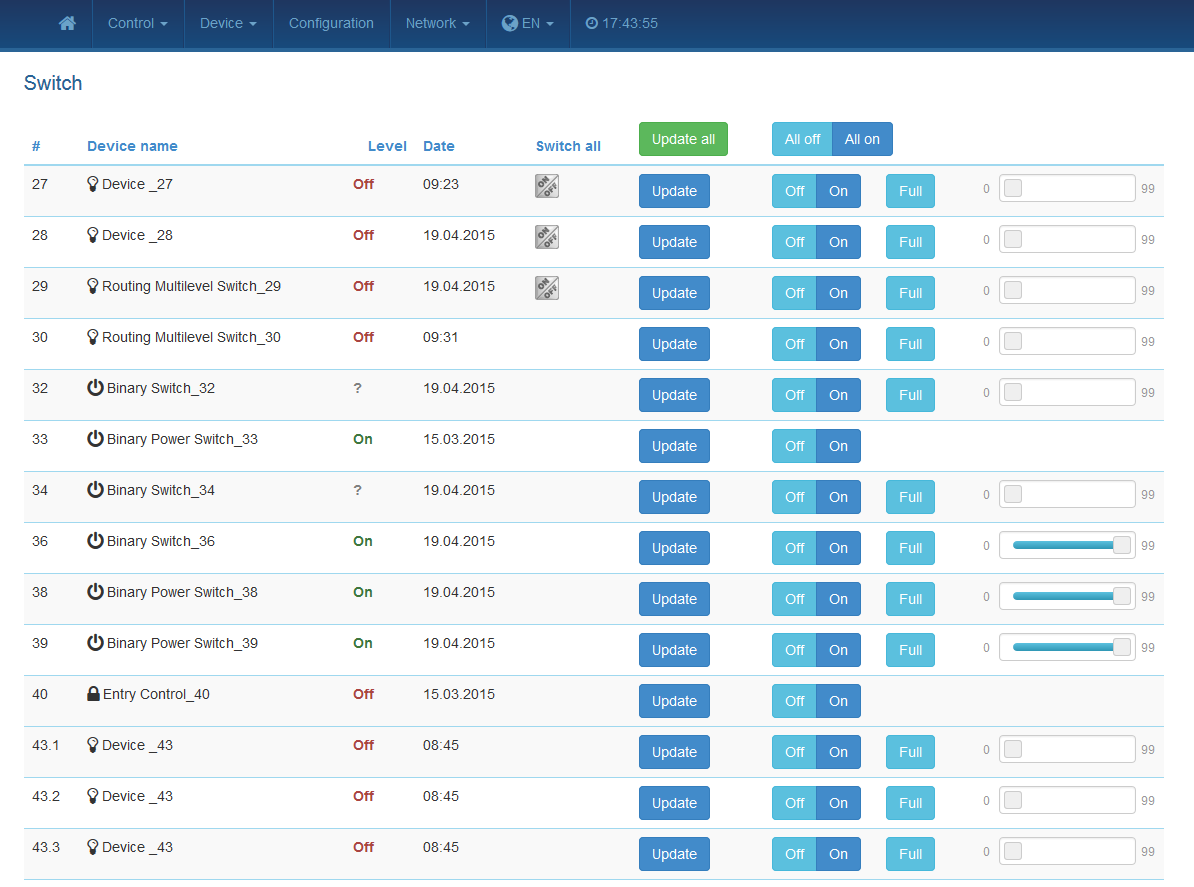 Control Device Configuration Network EN 17:43:55
Switch
# Device name Level Date Switch all Update all All off All on
27 Device _27 Off 09:23 ON OFF Update Off On Full 0 99
28 Device _28 Off 19.04.2015 ON OFF Update Off On Full 0 99
29 Routing Multilevel Switch_29 Off 19.04.2015 ON OFF Update Off On Full 0 99
30 Routing Multilevel Switch_30 Off 09:31 Update Off On Full 0 99
32 Binary Switch_32 ? 19.04.2015 Update Off On Full 0 99
33 Binary Power Switch_33 On 15.03.2015 Update Off On
34 Binary Switch_34 ? 19.04.2015 Update Off On Full 0 99
36 Binary Switch_36 On 19.04.2015 Update Off On Full 0 99
38 Binary Power Switch_38 On 19.04.2015 Update Off On Full 0 99
39 Binary Power Switch_39 On 19.04.2015 Update Off On Full 0 99
40 Entry Control_40 Off 15.03.2015 Update Off On
43.1 Device _43 Off 08:45 Update Off On Full 0 99
43.2 Device _43 Off 08:45 Update Off On Full 0 99
43.3 Device _43 Off 08:45 Update Off On Full 0 99